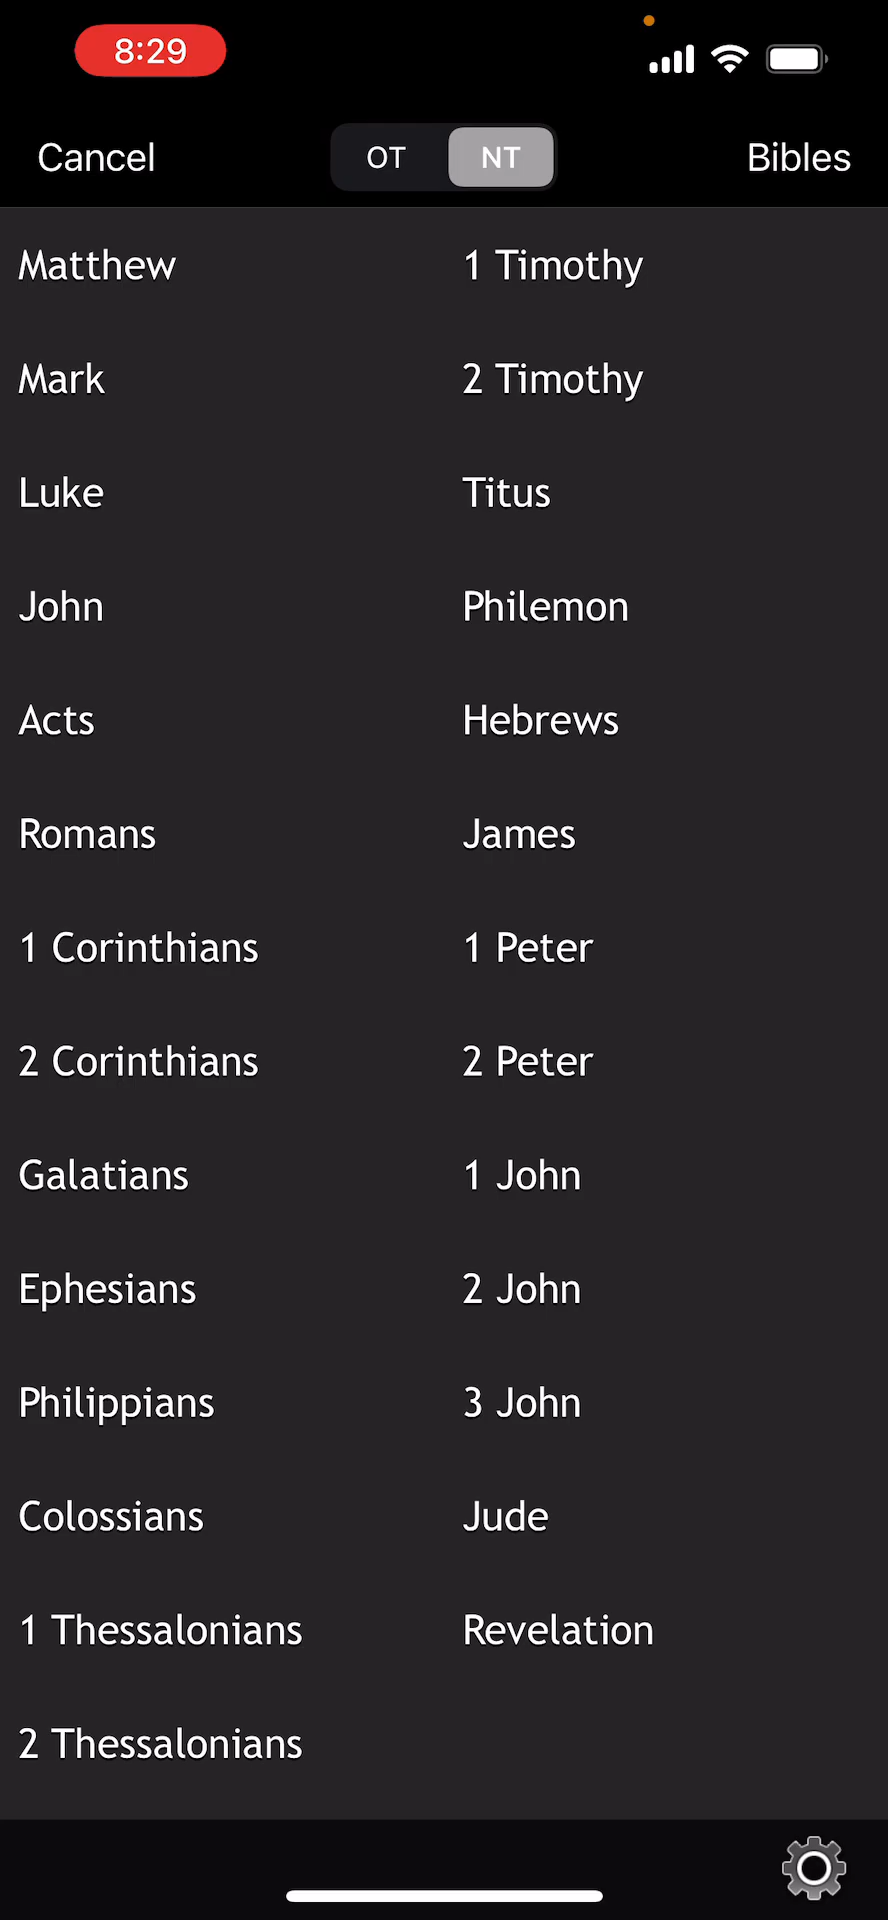 8:29
Cancel
OT
NT
Bibles
Matthew
Mark
Luke
John
Acts
Romans
1 Corinthians
2 Corinthians
Galatians
Ephesians
Philippians
Colossians
1 Thessalonians
2 Thessalonians
1 Timothy
2 Timothy
Titus
Philemon
Hebrews
James
1 Peter
2 Peter
1 John
2 John
3 John
Jude
Revelation